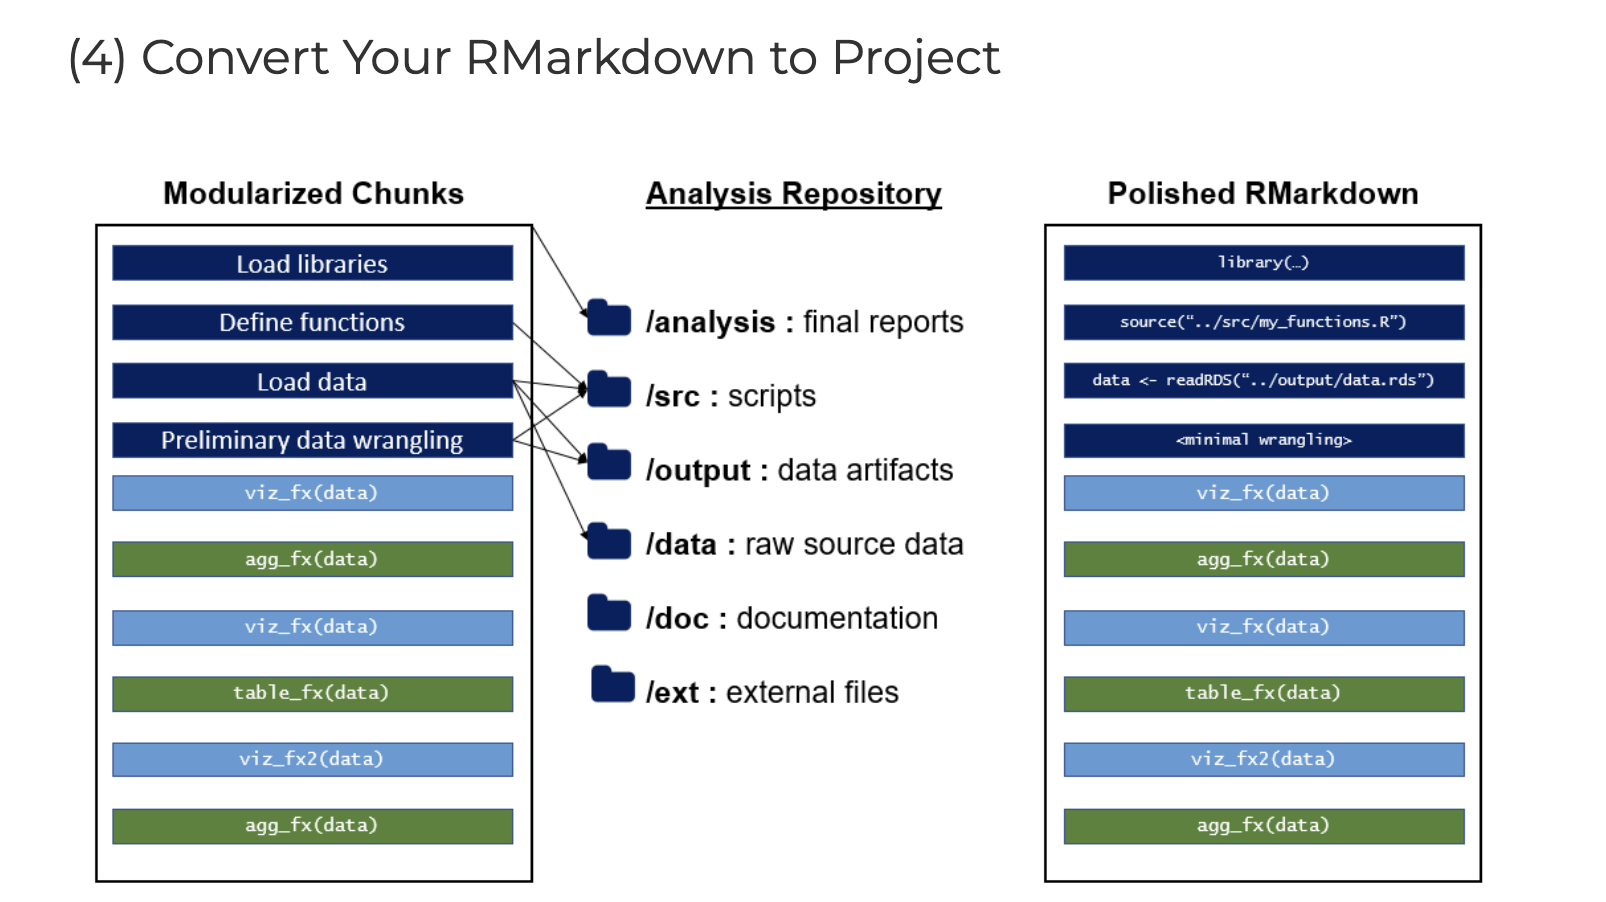 (4) Convert Your RMarkdown to Project
Modularized Chunks
Load libraries
Define functions
Load data
Preliminary data wrangling
viz_fx(data)
agg_fx(data)
viz_fx(data)
table_fx(data)
viz_fx2(data)
agg_fx(data)
Analysis Repository
/analysis : final reports
/src : scripts
/output : data artifacts
/data : raw source data
/doc : documentation
/ext : external files
Polished RMarkdown
library(…)
source(“../src/my_functions.R”)
data <- readRDS(“../output/data.rds”)
<minimal wrangling>
viz_fx(data)
agg_fx(data)
viz_fx(data)
table_fx(data)
viz_fx2(data)
agg_fx(data)